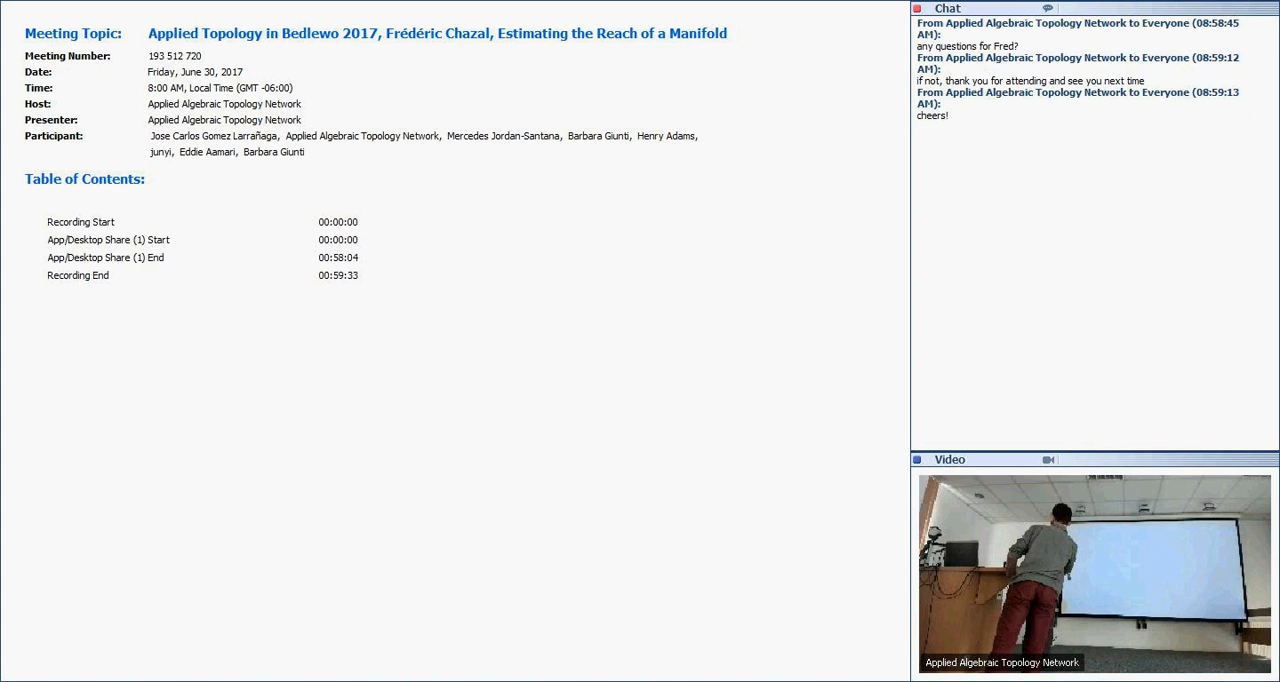 Meeting Topic: Applied Topology in Bedlewo 2017, Frédéric Chazal, Estimating the Reach of a Manifold
Meeting Number: 193 512 720
Date: Friday, June 30, 2017
Time: 8:00 AM, Local Time (GMT -06:00)
Host: Applied Algebraic Topology Network
Presenter: Applied Algebraic Topology Network
Participant: Jose Carlos Gomez Larrañaga, Applied Algebraic Topology Network, Mercedes Jordan-Santana, Barbara Giunti, Henry Adams,
junyi, Eddie Aamari, Barbara Giunti
Table of Contents:
Recording Start 00:00:00
App/Desktop Share (1) Start 00:00:00
App/Desktop Share (1) End 00:58:04
Recording End 00:59:33
Chat
From Applied Algebraic Topology Network to Everyone (08:58:45
AM):
any questions for Fred?
From Applied Algebraic Topology Network to Everyone (08:59:12
AM):
if not, thank you for attending and see you next time
From Applied Algebraic Topology Network to Everyone (08:59:13
AM):
cheers!
Video
Applied Algebraic Topology Network